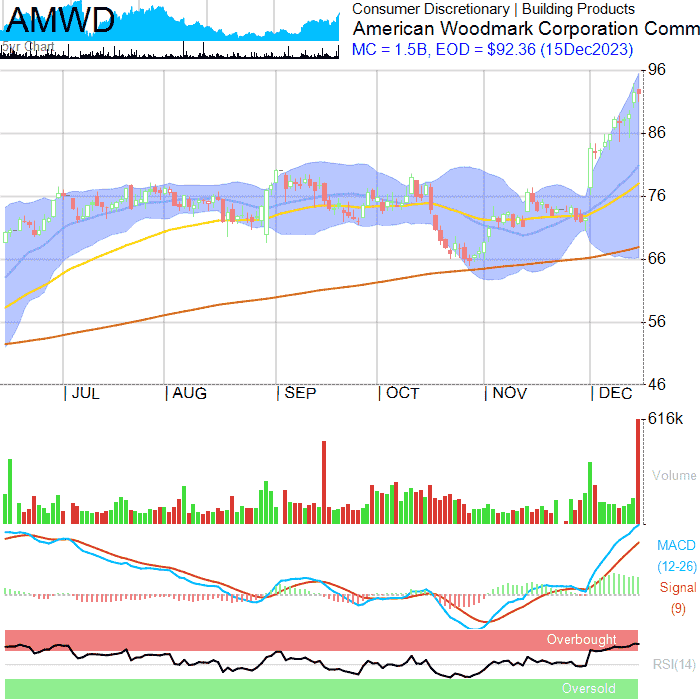 AMWD
Consumer Discretionary | Building Products
American Woodmark Corporation Comm
MC = 1.5B, EOD = $92.36 (15Dec2023)
96
86
76
66
56
46
JUL
AUG
SEP
OCT
NOV
DEC
616k
Volume
MACD
(12-26)
Signal
(9)
Overbought
RSI(14)
Oversold